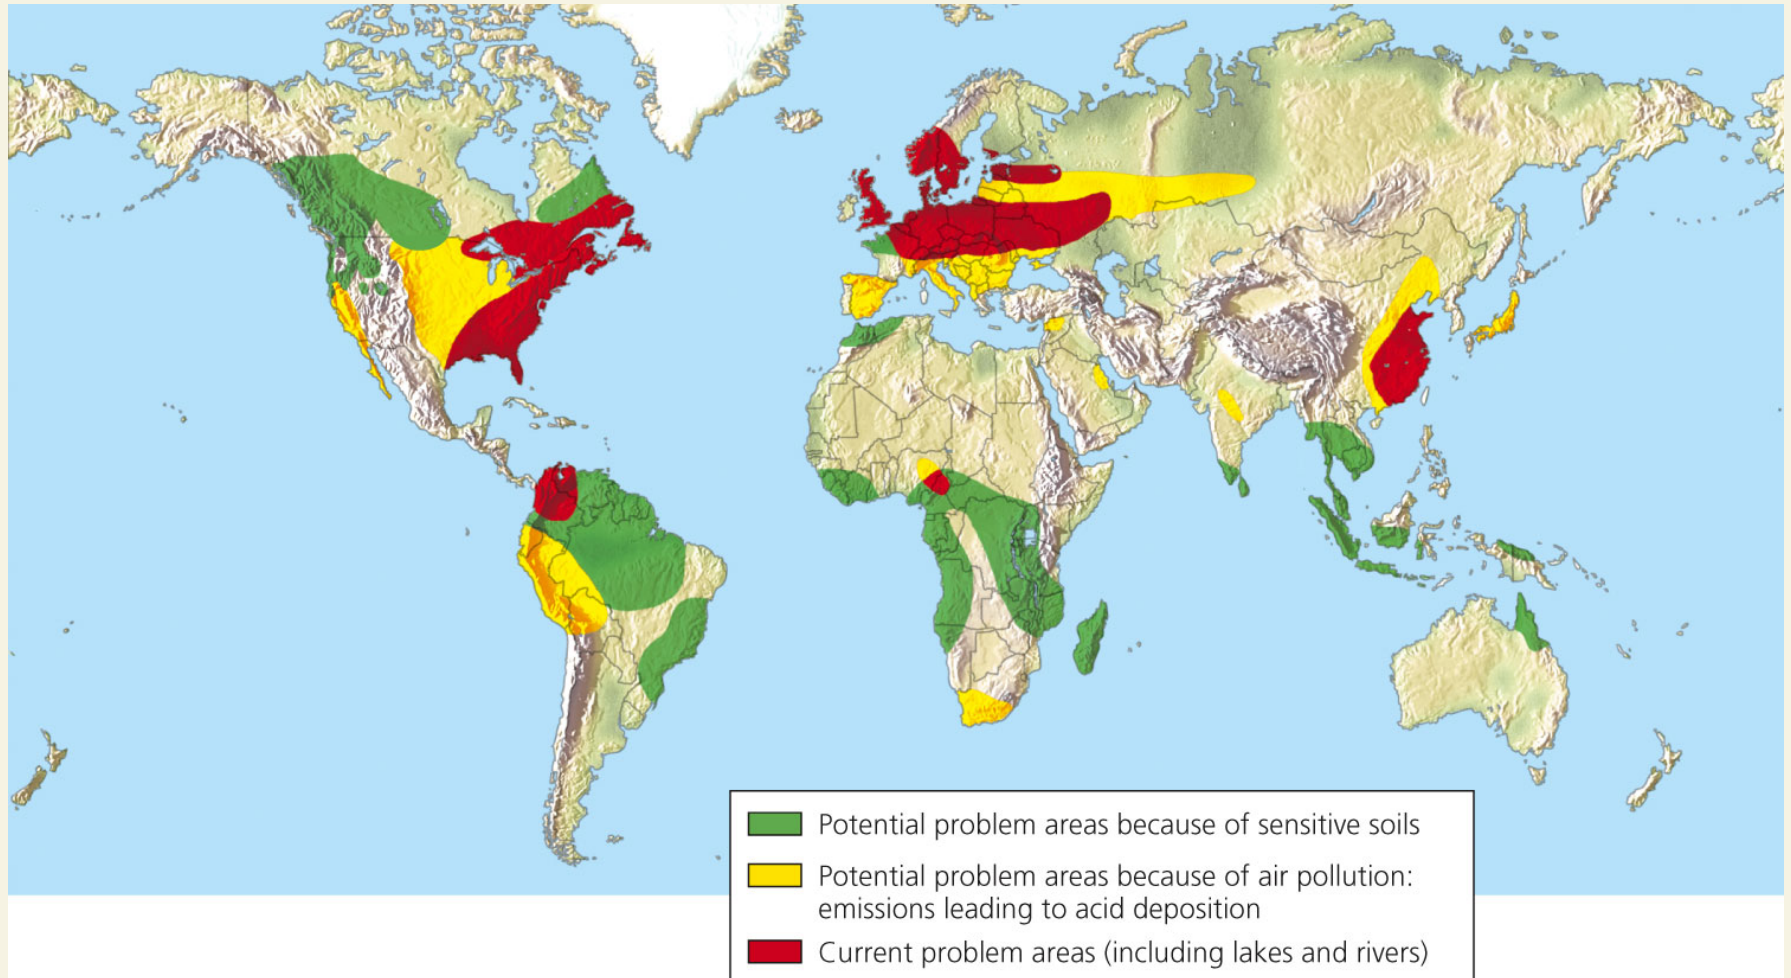 Potential problem areas because of sensitive soils
Potential problem areas because of air pollution:
emissions leading to acid deposition
Current problem areas (including lakes and rivers)